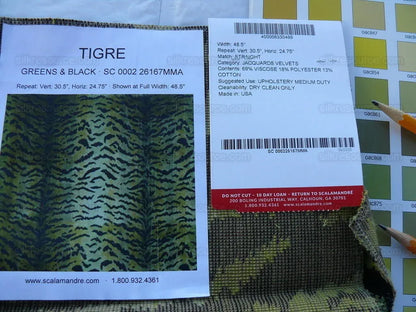 TIGRE
GREENS & BLACK · SC 0002 26167MMA
Repeat: Vert: 30.5", Horiz: 24.75" · Shown at Full Width: 48.5"
www.scalamandre.com · 1.800.932.4361
Width: 48.5"
Repeat: Vert: 30.5", Horiz: 24.75"
Match: STRAIGHT
Category: JACQUARDS VELVETS
Contents: 69% VISCOSE 18% POLYESTER 13%
COTTON
Suggested Use: UPHOLSTERY MEDIUM DUTY
Cleanability: DRY CLEAN ONLY
Made in: USA
SC 000226167MMA
DO NOT CUT - 10 DAY LOAN - RETURN TO SCALAMANDRE
200 BOLING INDUSTRIAL WAY, CALHOUN, GA 30701
1.800.932.4361 www.scalamandre.com